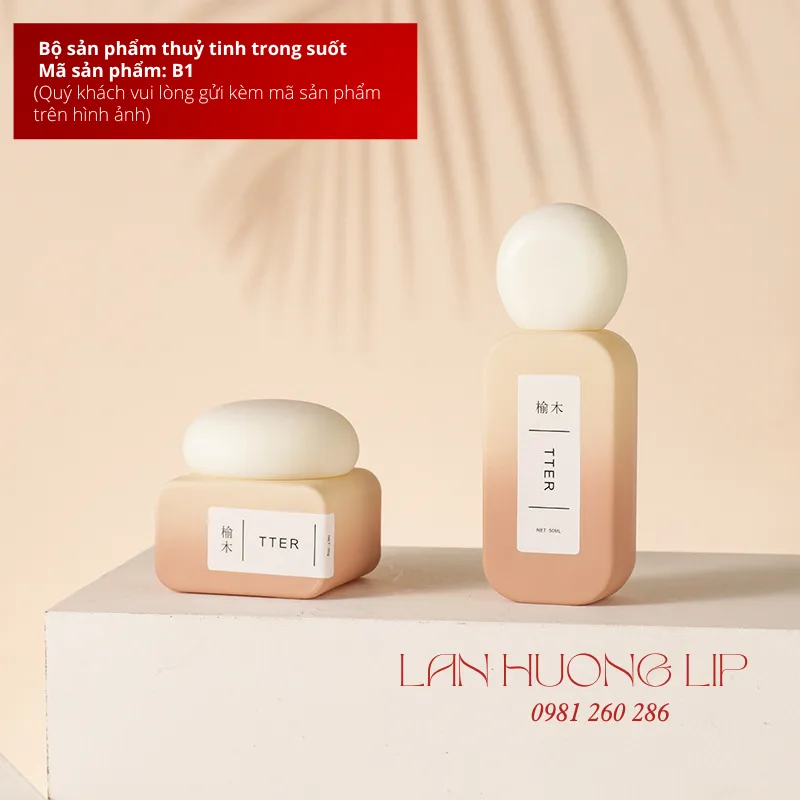 Bộ sản phẩm thuỷ tinh trong suốt
Mã sản phẩm: B1
(Quý khách vui lòng gửi kèm mã sản phẩm
trên hình ảnh)
榆木
TTER
NET 50ML
榆木
TTER
LAN HUONG LIP
0981 260 286